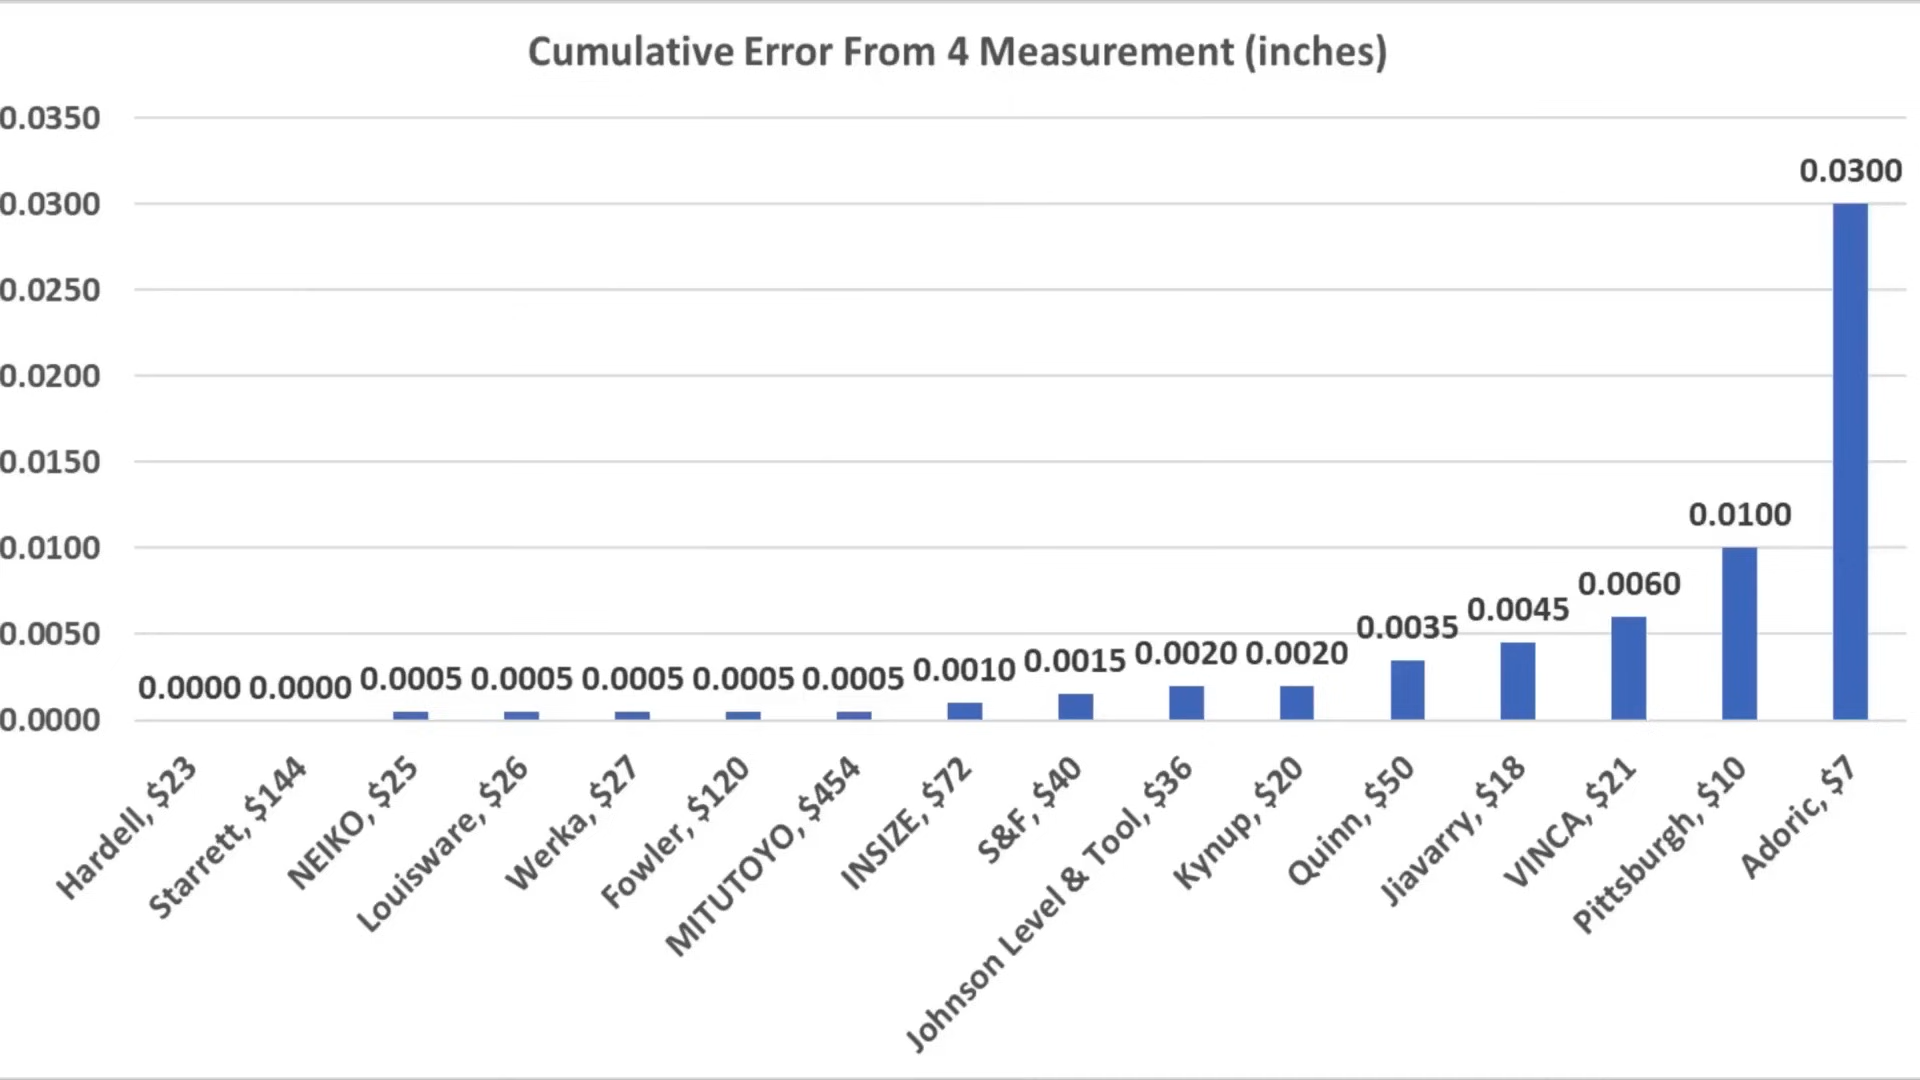 Cumulative Error From 4 Measurement (inches)
0.0350
0.0300
0.0250
0.0200
0.0150
0.0100
0.0050
0.0000
0.0000 0.0000 0.0005 0.0005 0.0005 0.0005 0.0005 0.0010 0.0015 0.0020 0.0020 0.0035 0.0045 0.0060 0.0100 0.0300
Hardell, $23
Starrett, $144
NEIKO, $25
Louisware, $26
Werka, $27
Fowler, $120
MITUTOYO, $454
INSIZE, $72
S&F, $40
Johnson Level & Tool, $36
Kynup, $20
Quinn, $50
Jiavarry, $18
VINCA, $21
Pittsburgh, $10
Adoric, $7